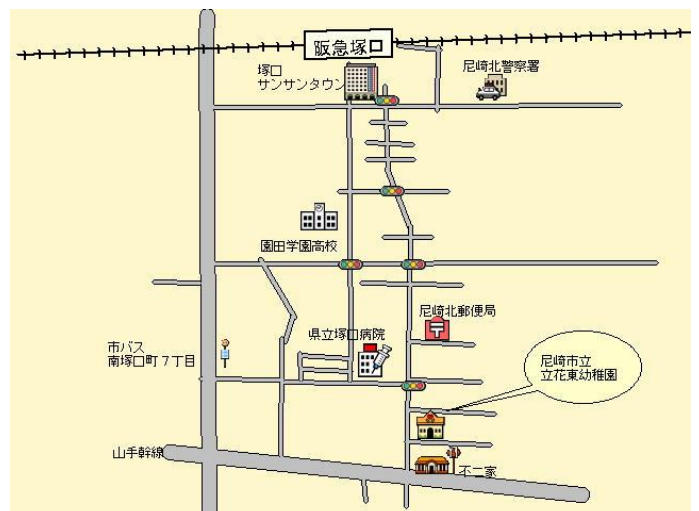 阪急塚口
塚口
サンサンタウン
尼崎北警察署
園田学園高校
尼崎北郵便局
県立塚口病院
市バス
南塚口町７丁目
尼崎市立
立花東幼稚園
山手幹線
不二家